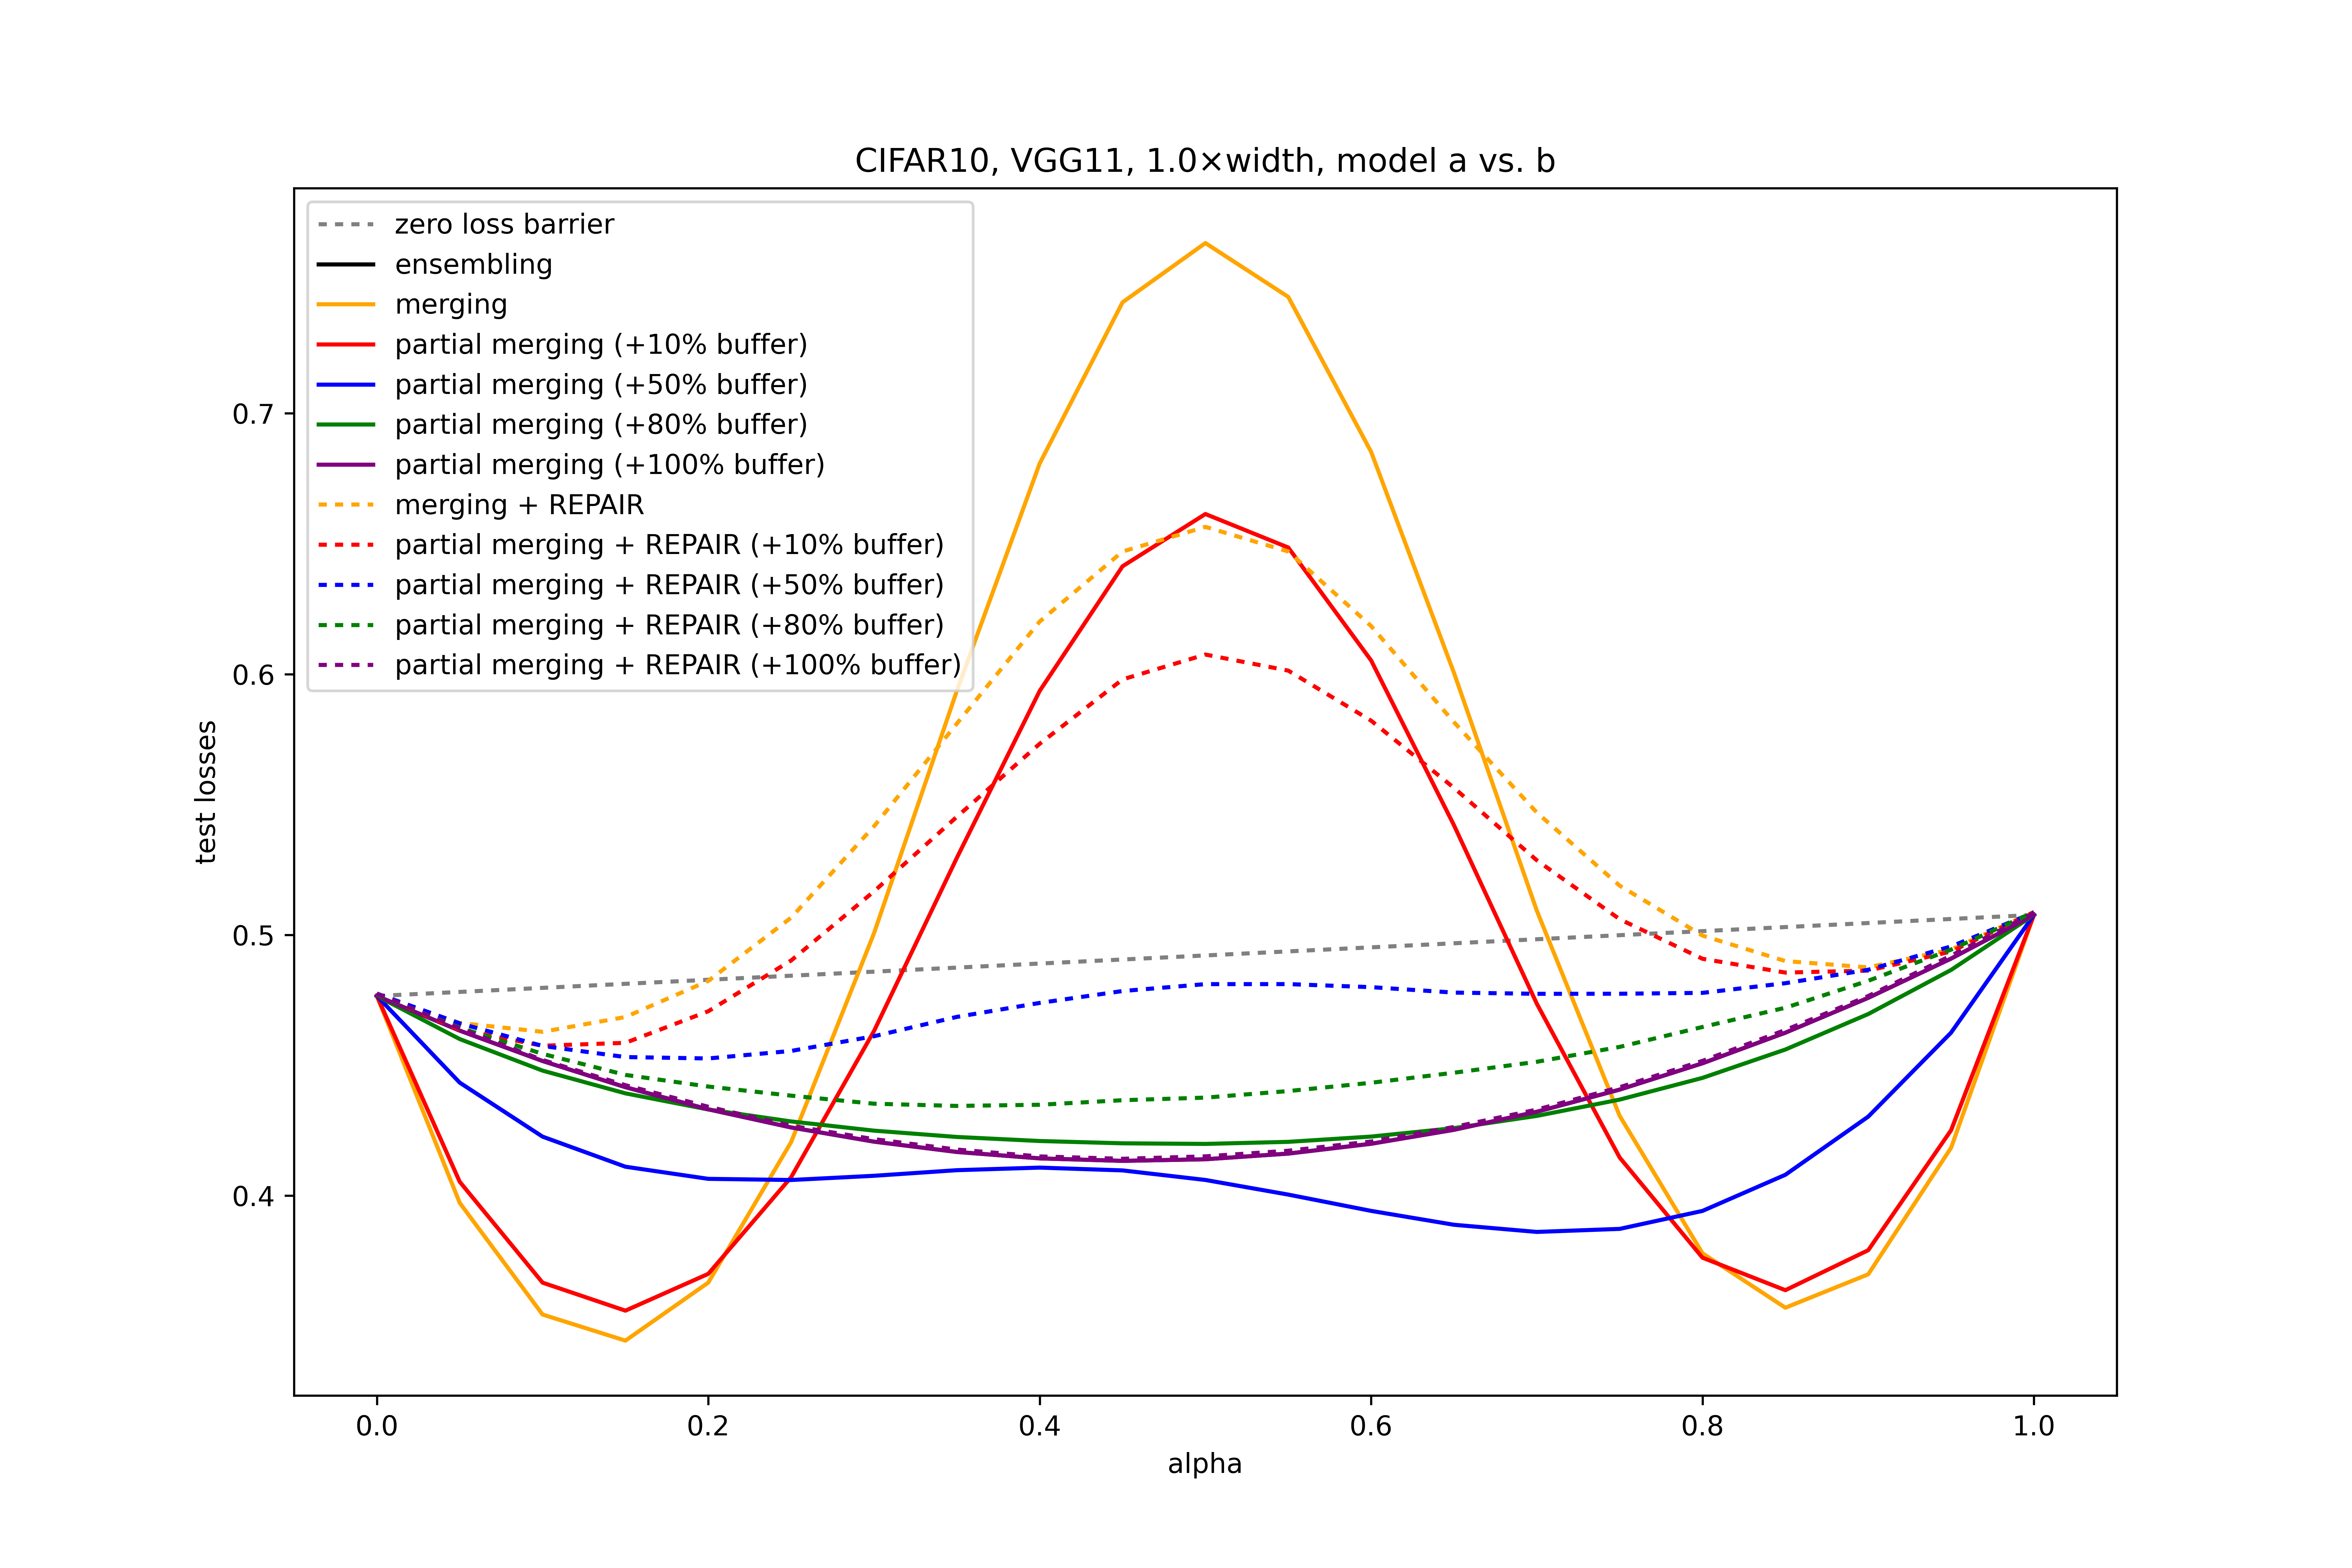 CIFAR10, VGG11, 1.0×width, model a vs. b
zero loss barrier
ensembling
merging
partial merging (+10% buffer)
partial merging (+50% buffer)
partial merging (+80% buffer)
partial merging (+100% buffer)
merging + REPAIR
partial merging + REPAIR (+10% buffer)
partial merging + REPAIR (+50% buffer)
partial merging + REPAIR (+80% buffer)
partial merging + REPAIR (+100% buffer)
0.7
0.6
0.5
0.4
test losses
0.0 0.2 0.4 0.6 0.8 1.0
alpha